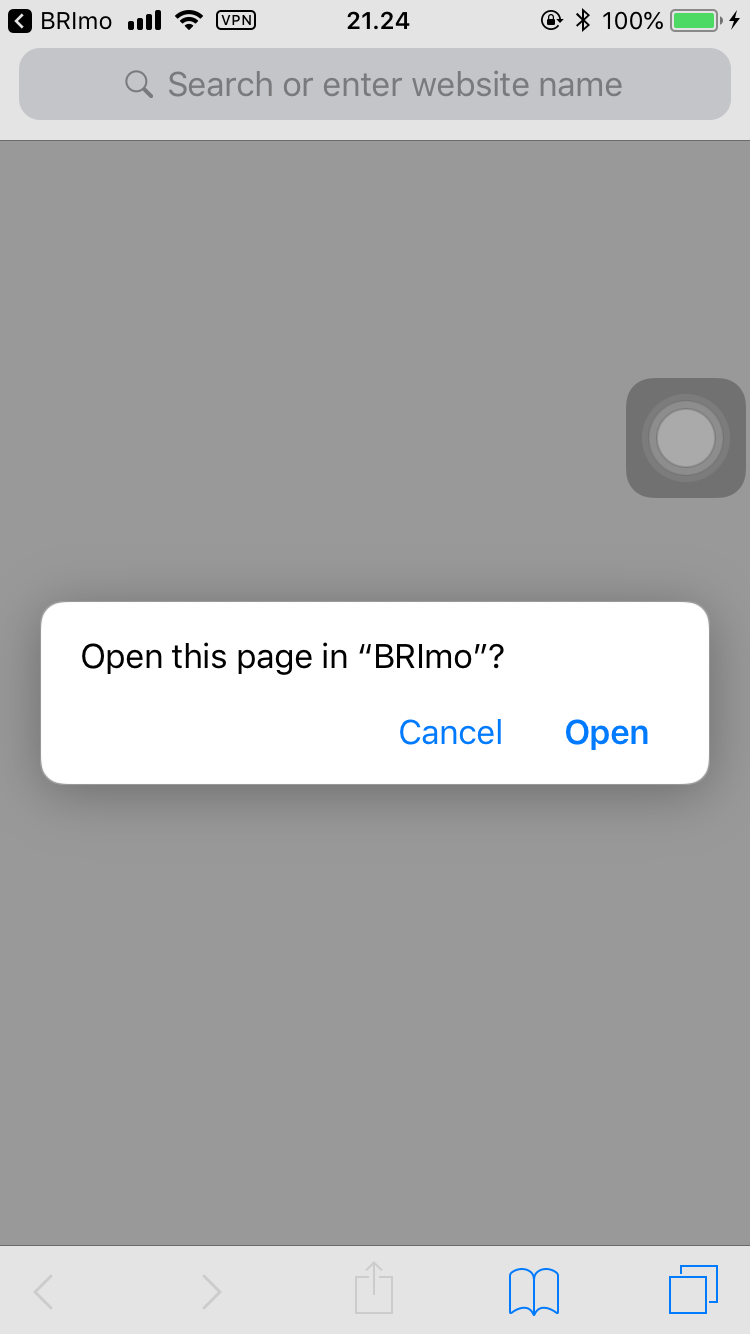 BRImo VPN 21.24 100%
Search or enter website name
Open this page in “BRImo”?
Cancel Open